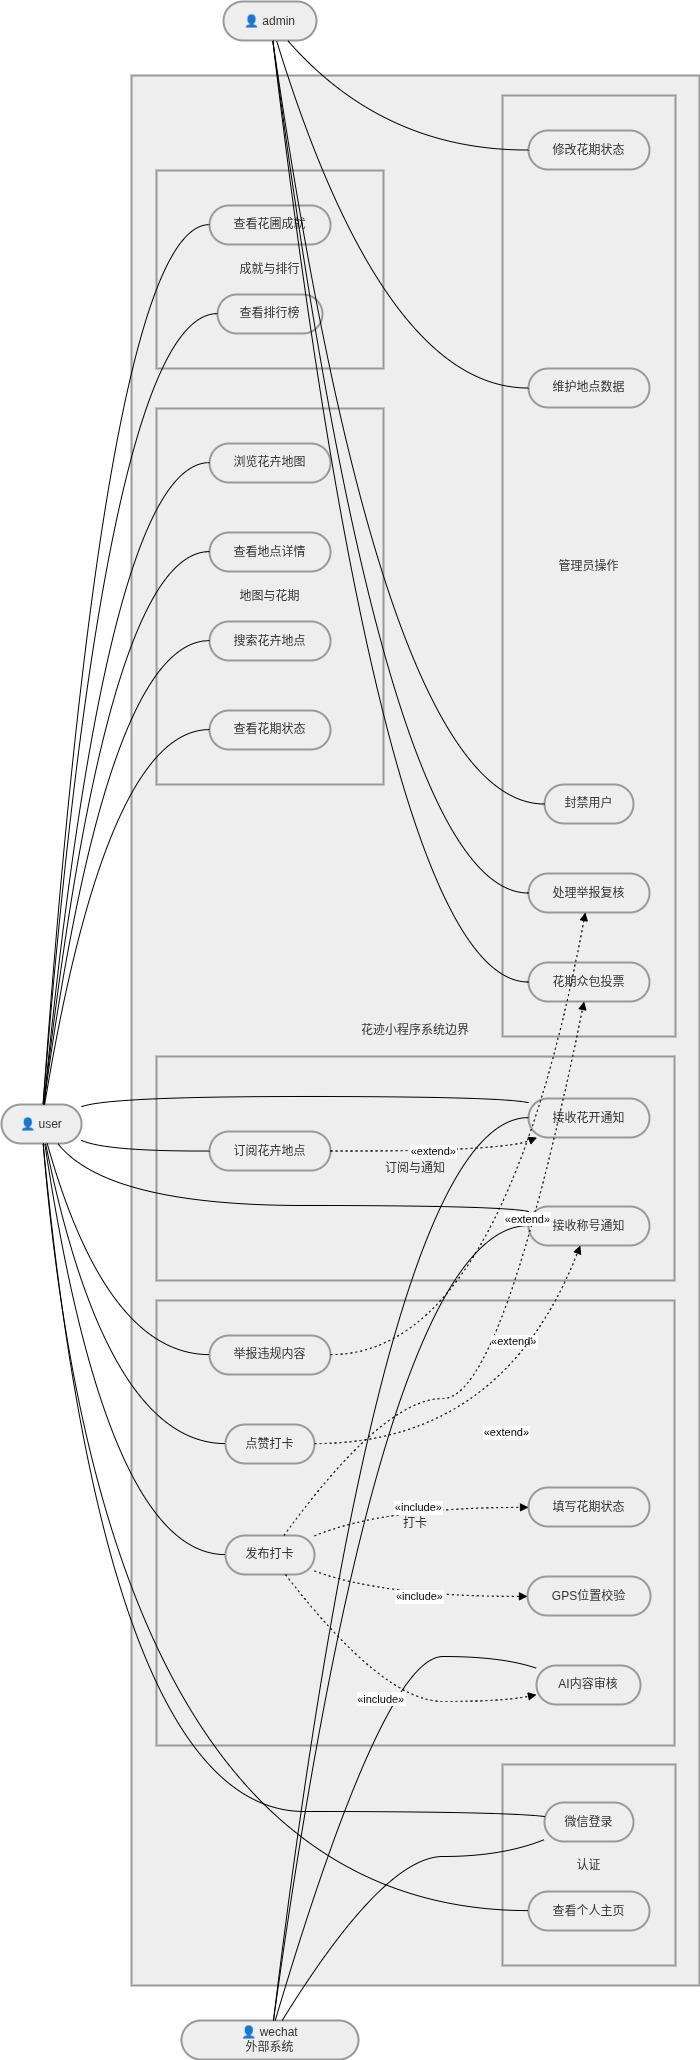 👤 admin
修改花期状态
查看花圃成就
成就与排行
查看排行榜
维护地点数据
浏览花卉地图
查看地点详情
管理员操作
地图与花期
搜索花卉地点
查看花期状态
封禁用户
处理举报复核
花期众包投票
花迹小程序系统边界
👤 user
接收花开通知
订阅花卉地点
«extend»
订阅与通知
«extend»
接收称号通知
«extend»
举报违规内容
«extend»
点赞打卡
«include»
填写花期状态
打卡
发布打卡
«include»
GPS位置校验
AI内容审核
«include»
微信登录
认证
查看个人主页
👤 wechat
外部系统